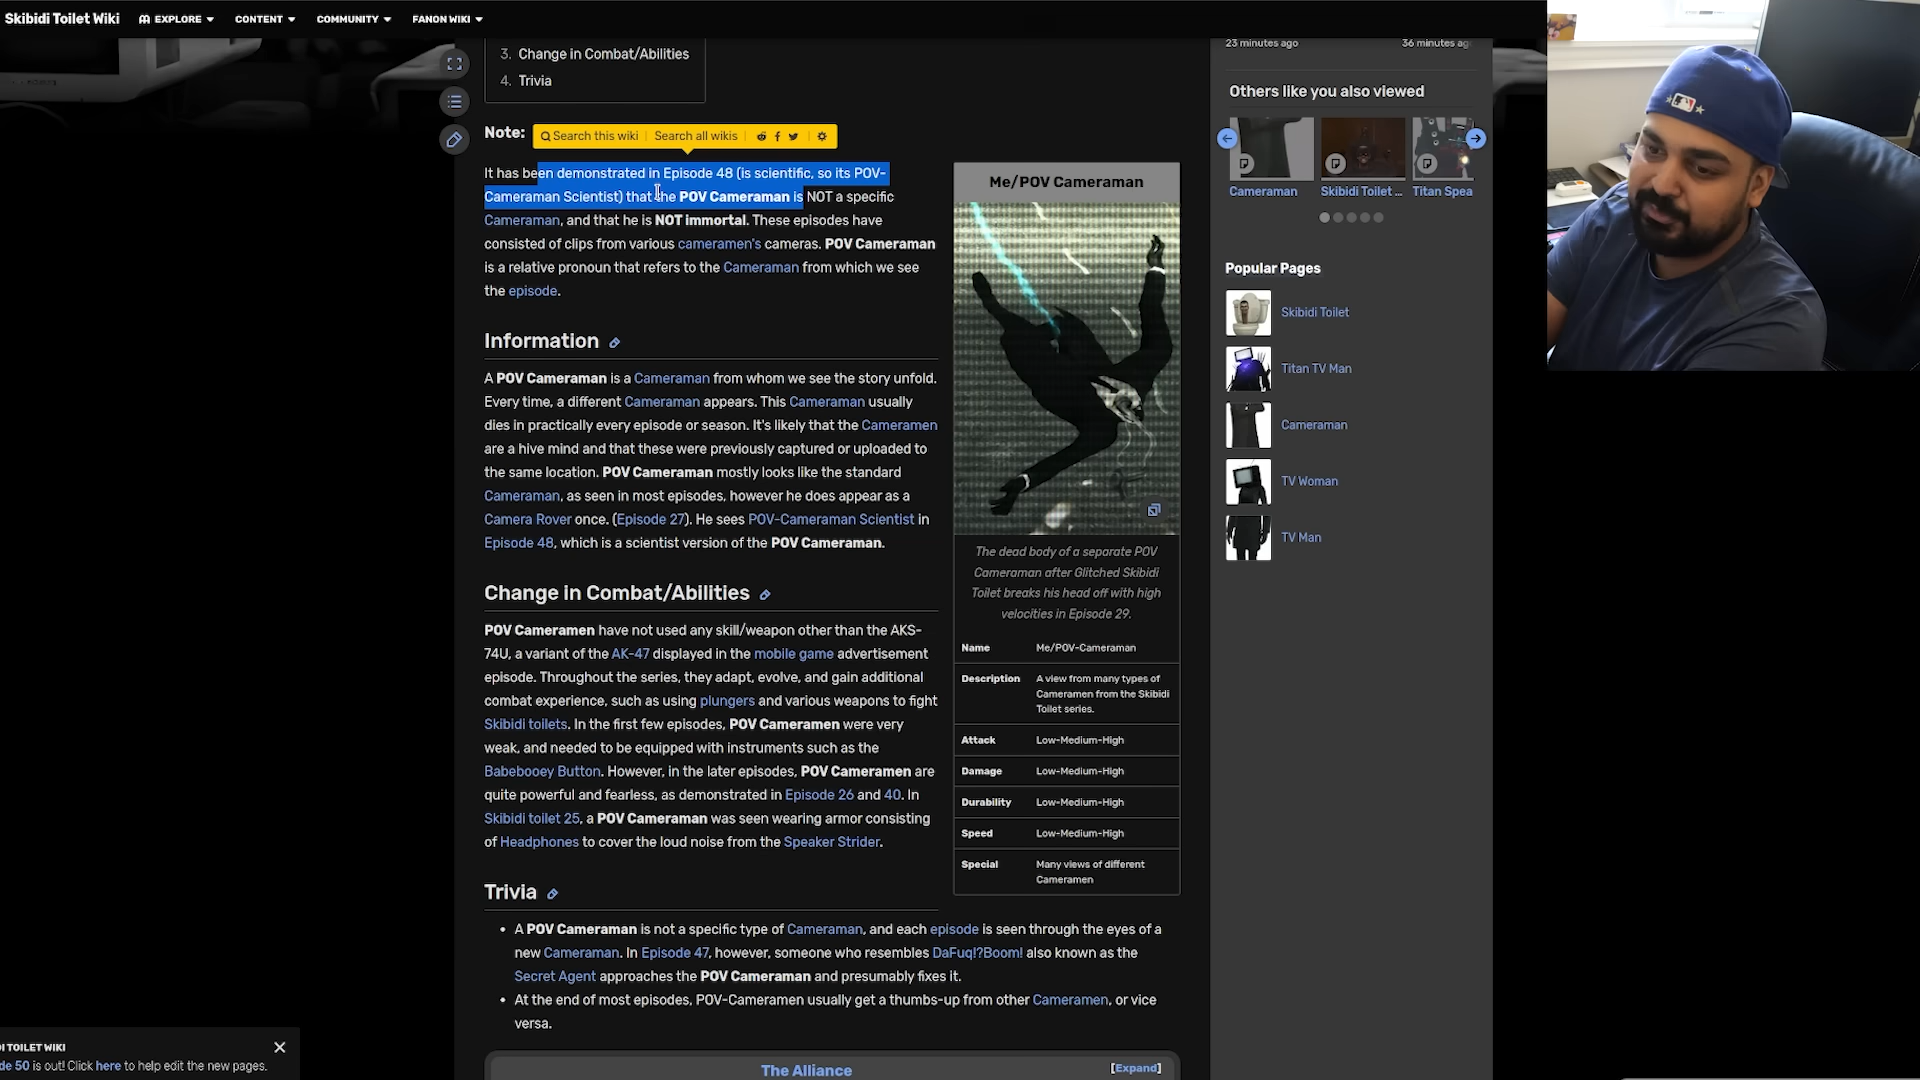 Skibidi Toilet Wiki
EXPLORE
CONTENT
COMMUNITY
FANON WIKI
3. Change in Combat/Abilities
4. Trivia
Note:
Search this wiki
Search all wikis
It has been demonstrated in Episode 48 (is scientific, so its POV-
Cameraman Scientist) that the POV Cameraman is NOT a specific
Cameraman, and that he is NOT immortal. These episodes have
consisted of clips from various cameramen's cameras. POV Cameraman
is a relative pronoun that refers to the Cameraman from which we see
the episode.
Information
A POV Cameraman is a Cameraman from whom we see the story unfold.
Every time, a different Cameraman appears. This Cameraman usually
dies in practically every episode or season. It's likely that the Cameramen
are a hive mind and that these were previously captured or uploaded to
the same location. POV Cameraman mostly looks like the standard
Cameraman, as seen in most episodes, however he does appear as a
Camera Rover once. (Episode 27). He sees POV-Cameraman Scientist in
Episode 48, which is a scientist version of the POV Cameraman.
Change in Combat/Abilities
POV Cameramen have not used any skill/weapon other than the AKS-
74U, a variant of the AK-47 displayed in the mobile game advertisement
episode. Throughout the series, they adapt, evolve, and gain additional
combat experience, such as using plungers and various weapons to fight
Skibidi toilets. In the first few episodes, POV Cameramen were very
weak, and needed to be equipped with instruments such as the
Babebooey Button. However, in the later episodes, POV Cameramen are
quite powerful and fearless, as demonstrated in Episode 26 and 40. In
Skibidi toilet 25, a POV Cameraman was seen wearing armor consisting
of Headphones to cover the loud noise from the Speaker Strider.
Trivia
• A POV Cameraman is not a specific type of Cameraman, and each episode is seen through the eyes of a
new Cameraman. In Episode 47, however, someone who resembles DaFuq!?Boom! also known as the
Secret Agent approaches the POV Cameraman and presumably fixes it.
• At the end of most episodes, POV-Cameramen usually get a thumbs-up from other Cameramen, or vice
versa.
The Alliance
[Expand]
Me/POV Cameraman
The dead body of a separate POV
Cameraman after Glitched Skibidi
Toilet breaks his head off with high
velocities in Episode 29.
Name Me/POV-Cameraman
Description A view from many types of
Cameramen from the Skibidi
Toilet series.
Attack Low-Medium-High
Damage Low-Medium-High
Durability Low-Medium-High
Speed Low-Medium-High
Special Many views of different
Cameramen
23 minutes ago
36 minutes ag
Others like you also viewed
Cameraman
Skibidi Toilet ...
Titan Spea
Popular Pages
Skibidi Toilet
Titan TV Man
Cameraman
TV Woman
TV Man
DI TOILET WIKI
de 50 is out! Click here to help edit the new pages.